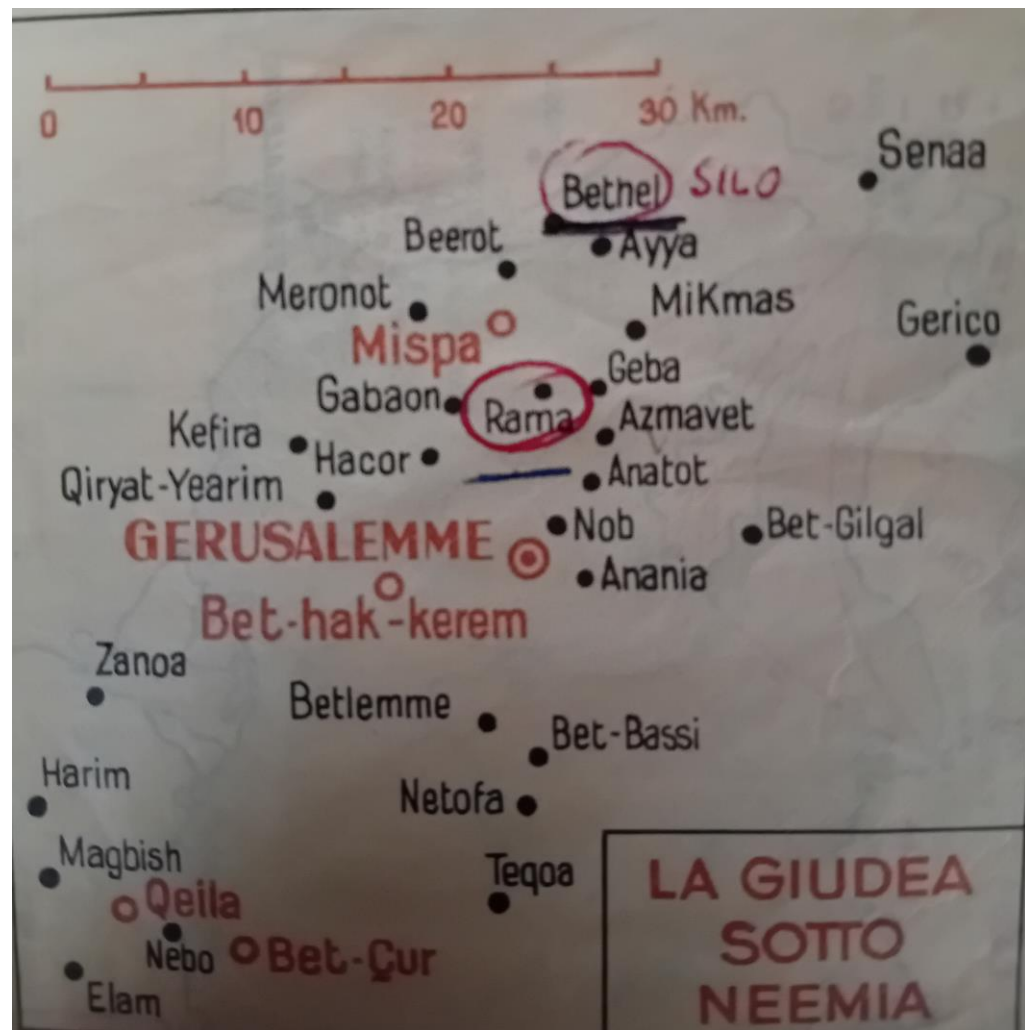 0 10 20 30 Km.
Senaa
Bethel SILO
Beerot
Ayya
Meronot
MiKmas
Gerico
Mispa
Geba
Gabaon
Rama
Azmavet
Kefira
Hacor
Anatot
Qiryat-Yearim
Nob
Bet-Gilgal
GERUSALEMME
Anania
Bet-hak-kerem
Zanoa
Betlemme
Bet-Bassi
Harim
Netofa
Magbish
Teqoa
Qeila
Nebo
Bet-Çur
Elam
LA GIUDEA
SOTTO
NEEMIA